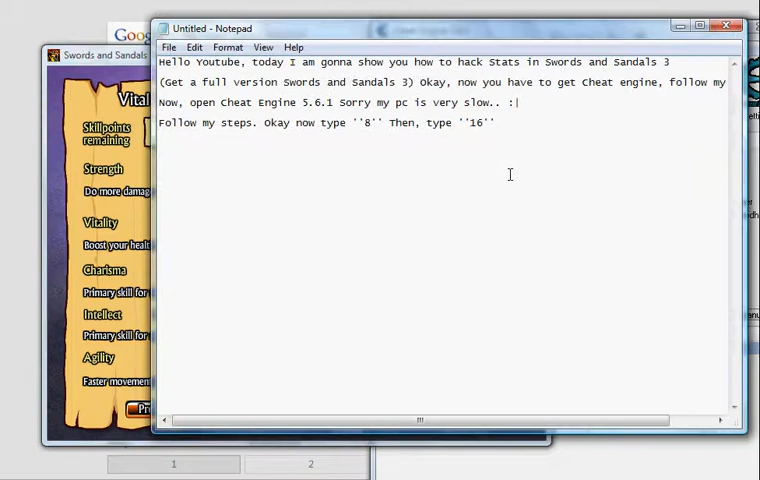 Untitled - Notepad
Goo
File Edit Format View Help
Swords and Sandals
Hello Youtube, today I am gonna show you how to hack Stats in Swords and Sandals 3
(Get a full version Swords and Sandals 3) Okay, now you have to get Cheat engine, follow my
Now, open Cheat Engine 5.6.1 Sorry my pc is very slow.. :|
Follow my steps. Okay now type ''8'' Then, type ''16''
Vital
Skillpoints
remaining
Strength
Do more damag
Vitality
Boost your healt
Charisma
Primary skill for
Intellect
Primary skill for
Agility
Faster movemen
Pr
1 2